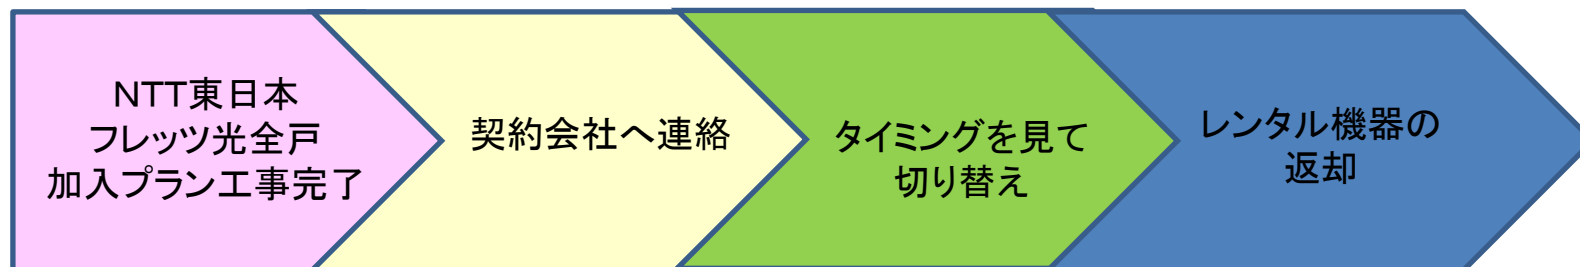 NTT東日本
フレッツ光全戸
加入プラン工事完了
契約会社へ連絡
タイミングを見て
切り替え
レンタル機器の
返却